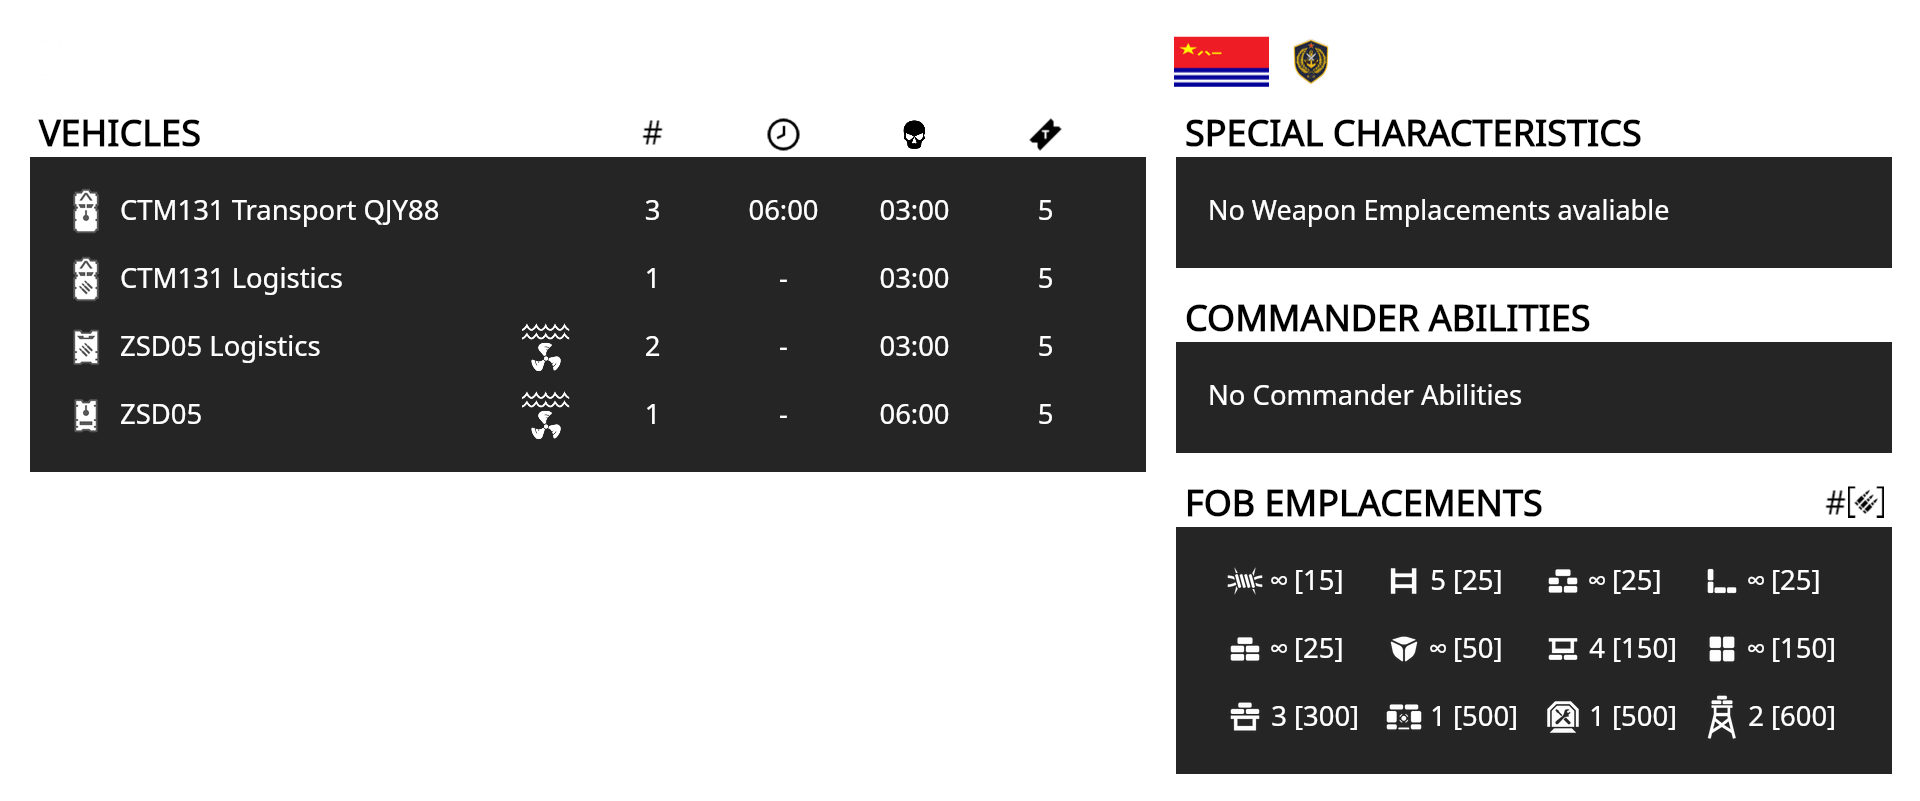 VEHICLES #
CTM131 Transport QJY88 3 06:00 03:00 5
CTM131 Logistics 1 - 03:00 5
ZSD05 Logistics 2 - 03:00 5
ZSD05 1 - 06:00 5
SPECIAL CHARACTERISTICS
No Weapon Emplacements avaliable
COMMANDER ABILITIES
No Commander Abilities
FOB EMPLACEMENTS #[]
∞ [15] 5 [25] ∞ [25] ∞ [25]
∞ [25] ∞ [50] 4 [150] ∞ [150]
3 [300] 1 [500] 1 [500] 2 [600]